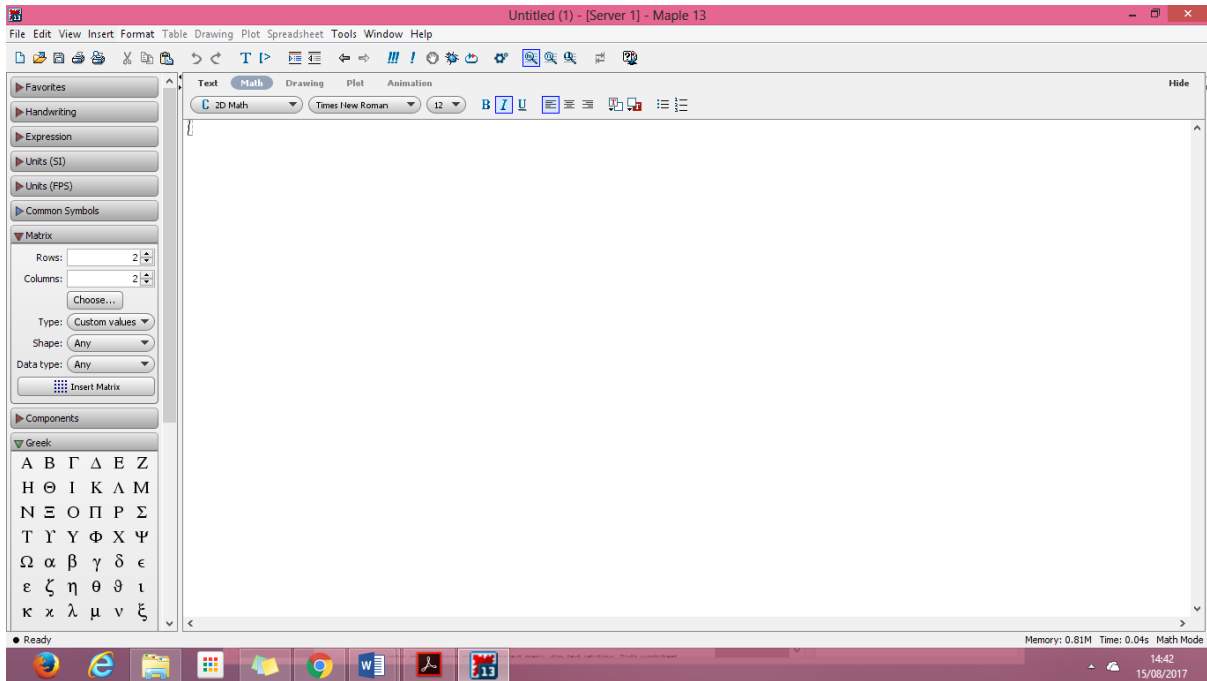 Untitled (1) - [Server 1] - Maple 13
File Edit View Insert Format Table Drawing Plot Spreadsheet Tools Window Help
Text Math Drawing Plot Animation Hide
C 2D Math Times New Roman 12 B I U
Favorites
Handwriting
Expression
Units (SI)
Units (FPS)
Common Symbols
Matrix
Rows: 2
Columns: 2
Choose...
Type: Custom values
Shape: Any
Data type: Any
Insert Matrix
Components
Greek
Α Β Γ Δ Ε Ζ
Η Θ Ι Κ Λ Μ
Ν Ξ Ο Π Ρ Σ
Τ ϒ Υ Φ Χ Ψ
Ω α β γ δ ϵ
ε ζ η θ ϑ ι
κ ϰ λ μ ν ξ
Ready Memory: 0.81M Time: 0.04s Math Mode
13
14:42
15/08/2017